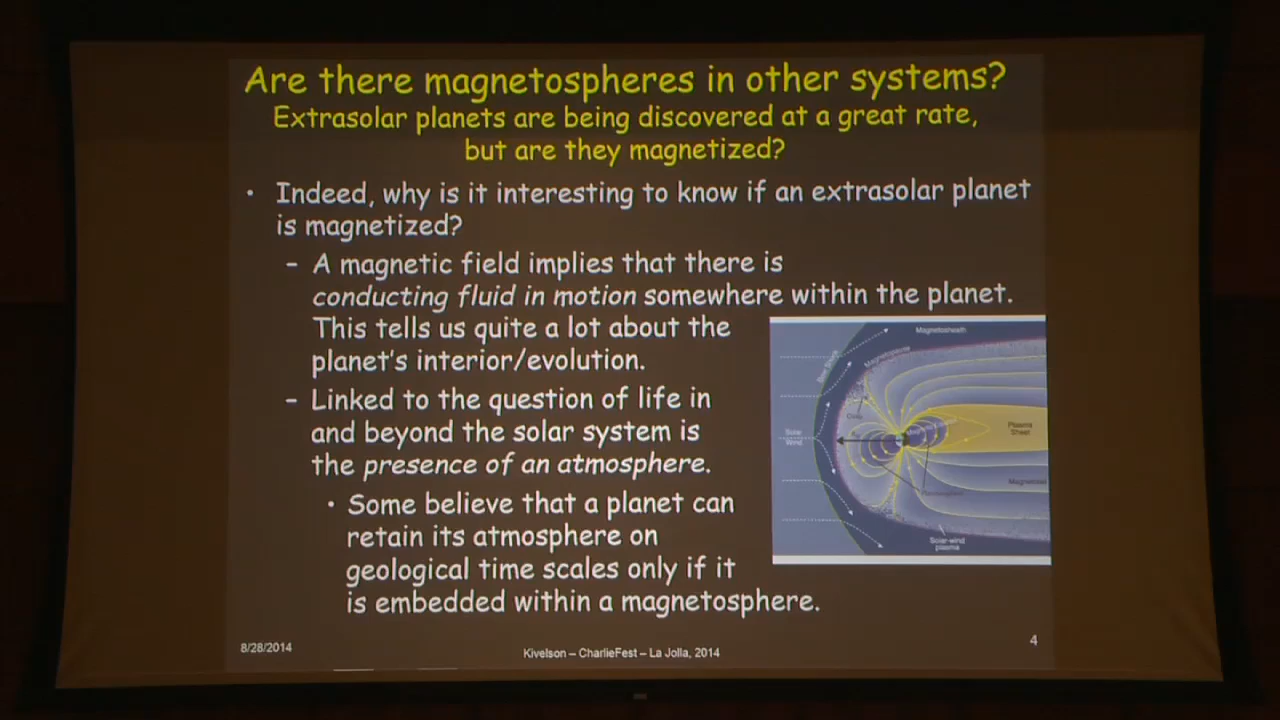 Are there magnetospheres in other systems?
Extrasolar planets are being discovered at a great rate,
but are they magnetized?
• Indeed, why is it interesting to know if an extrasolar planet
is magnetized?
– A magnetic field implies that there is
conducting fluid in motion somewhere within the planet.
This tells us quite a lot about the
planet's interior/evolution.
– Linked to the question of life in
and beyond the solar system is
the presence of an atmosphere.
• Some believe that a planet can
retain its atmosphere on
geological time scales only if it
is embedded within a magnetosphere.
Magnetosheath
Magnetopause
Solar
Wind
Plasma
Sheet
Solar-wind
plasma
8/28/2014
Kivelson – CharlieFest – La Jolla, 2014
4